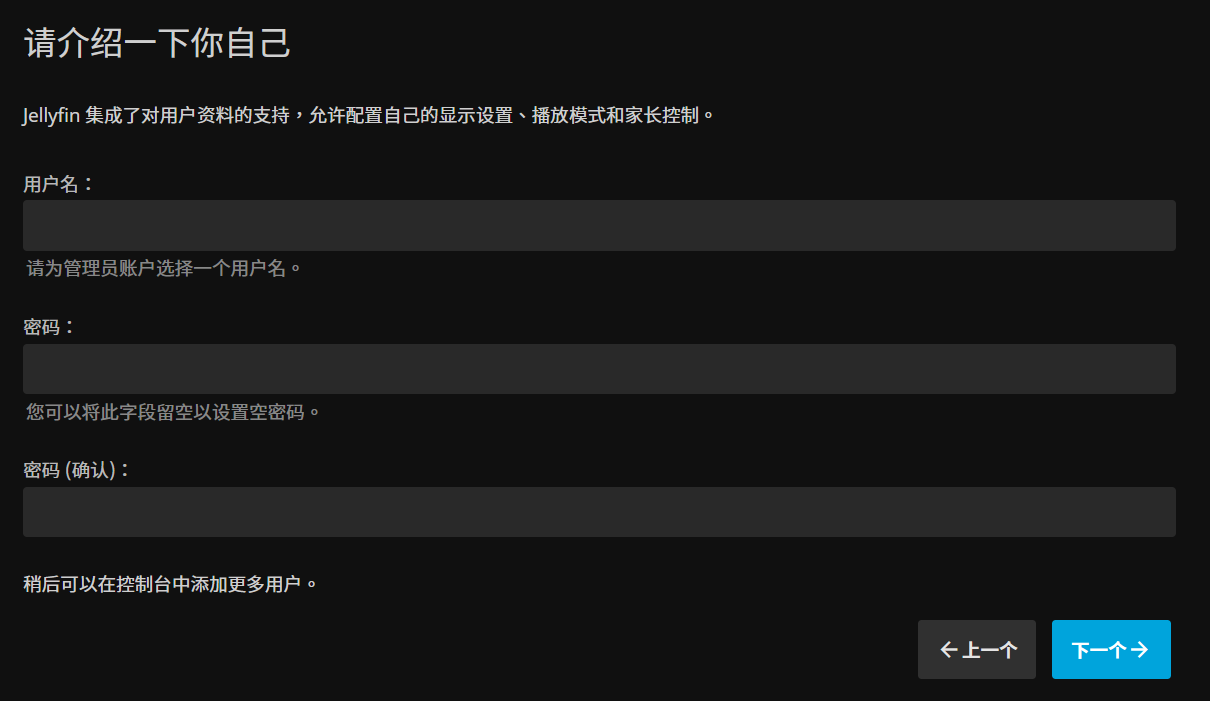 请介绍一下你自己
Jellyfin 集成了对用户资料的支持，允许配置自己的显示设置、播放模式和家长控制。
用户名：
请为管理员账户选择一个用户名。
密码：
您可以将此字段留空以设置空密码。
密码 (确认)：
稍后可以在控制台中添加更多用户。
←上一个
下一个→